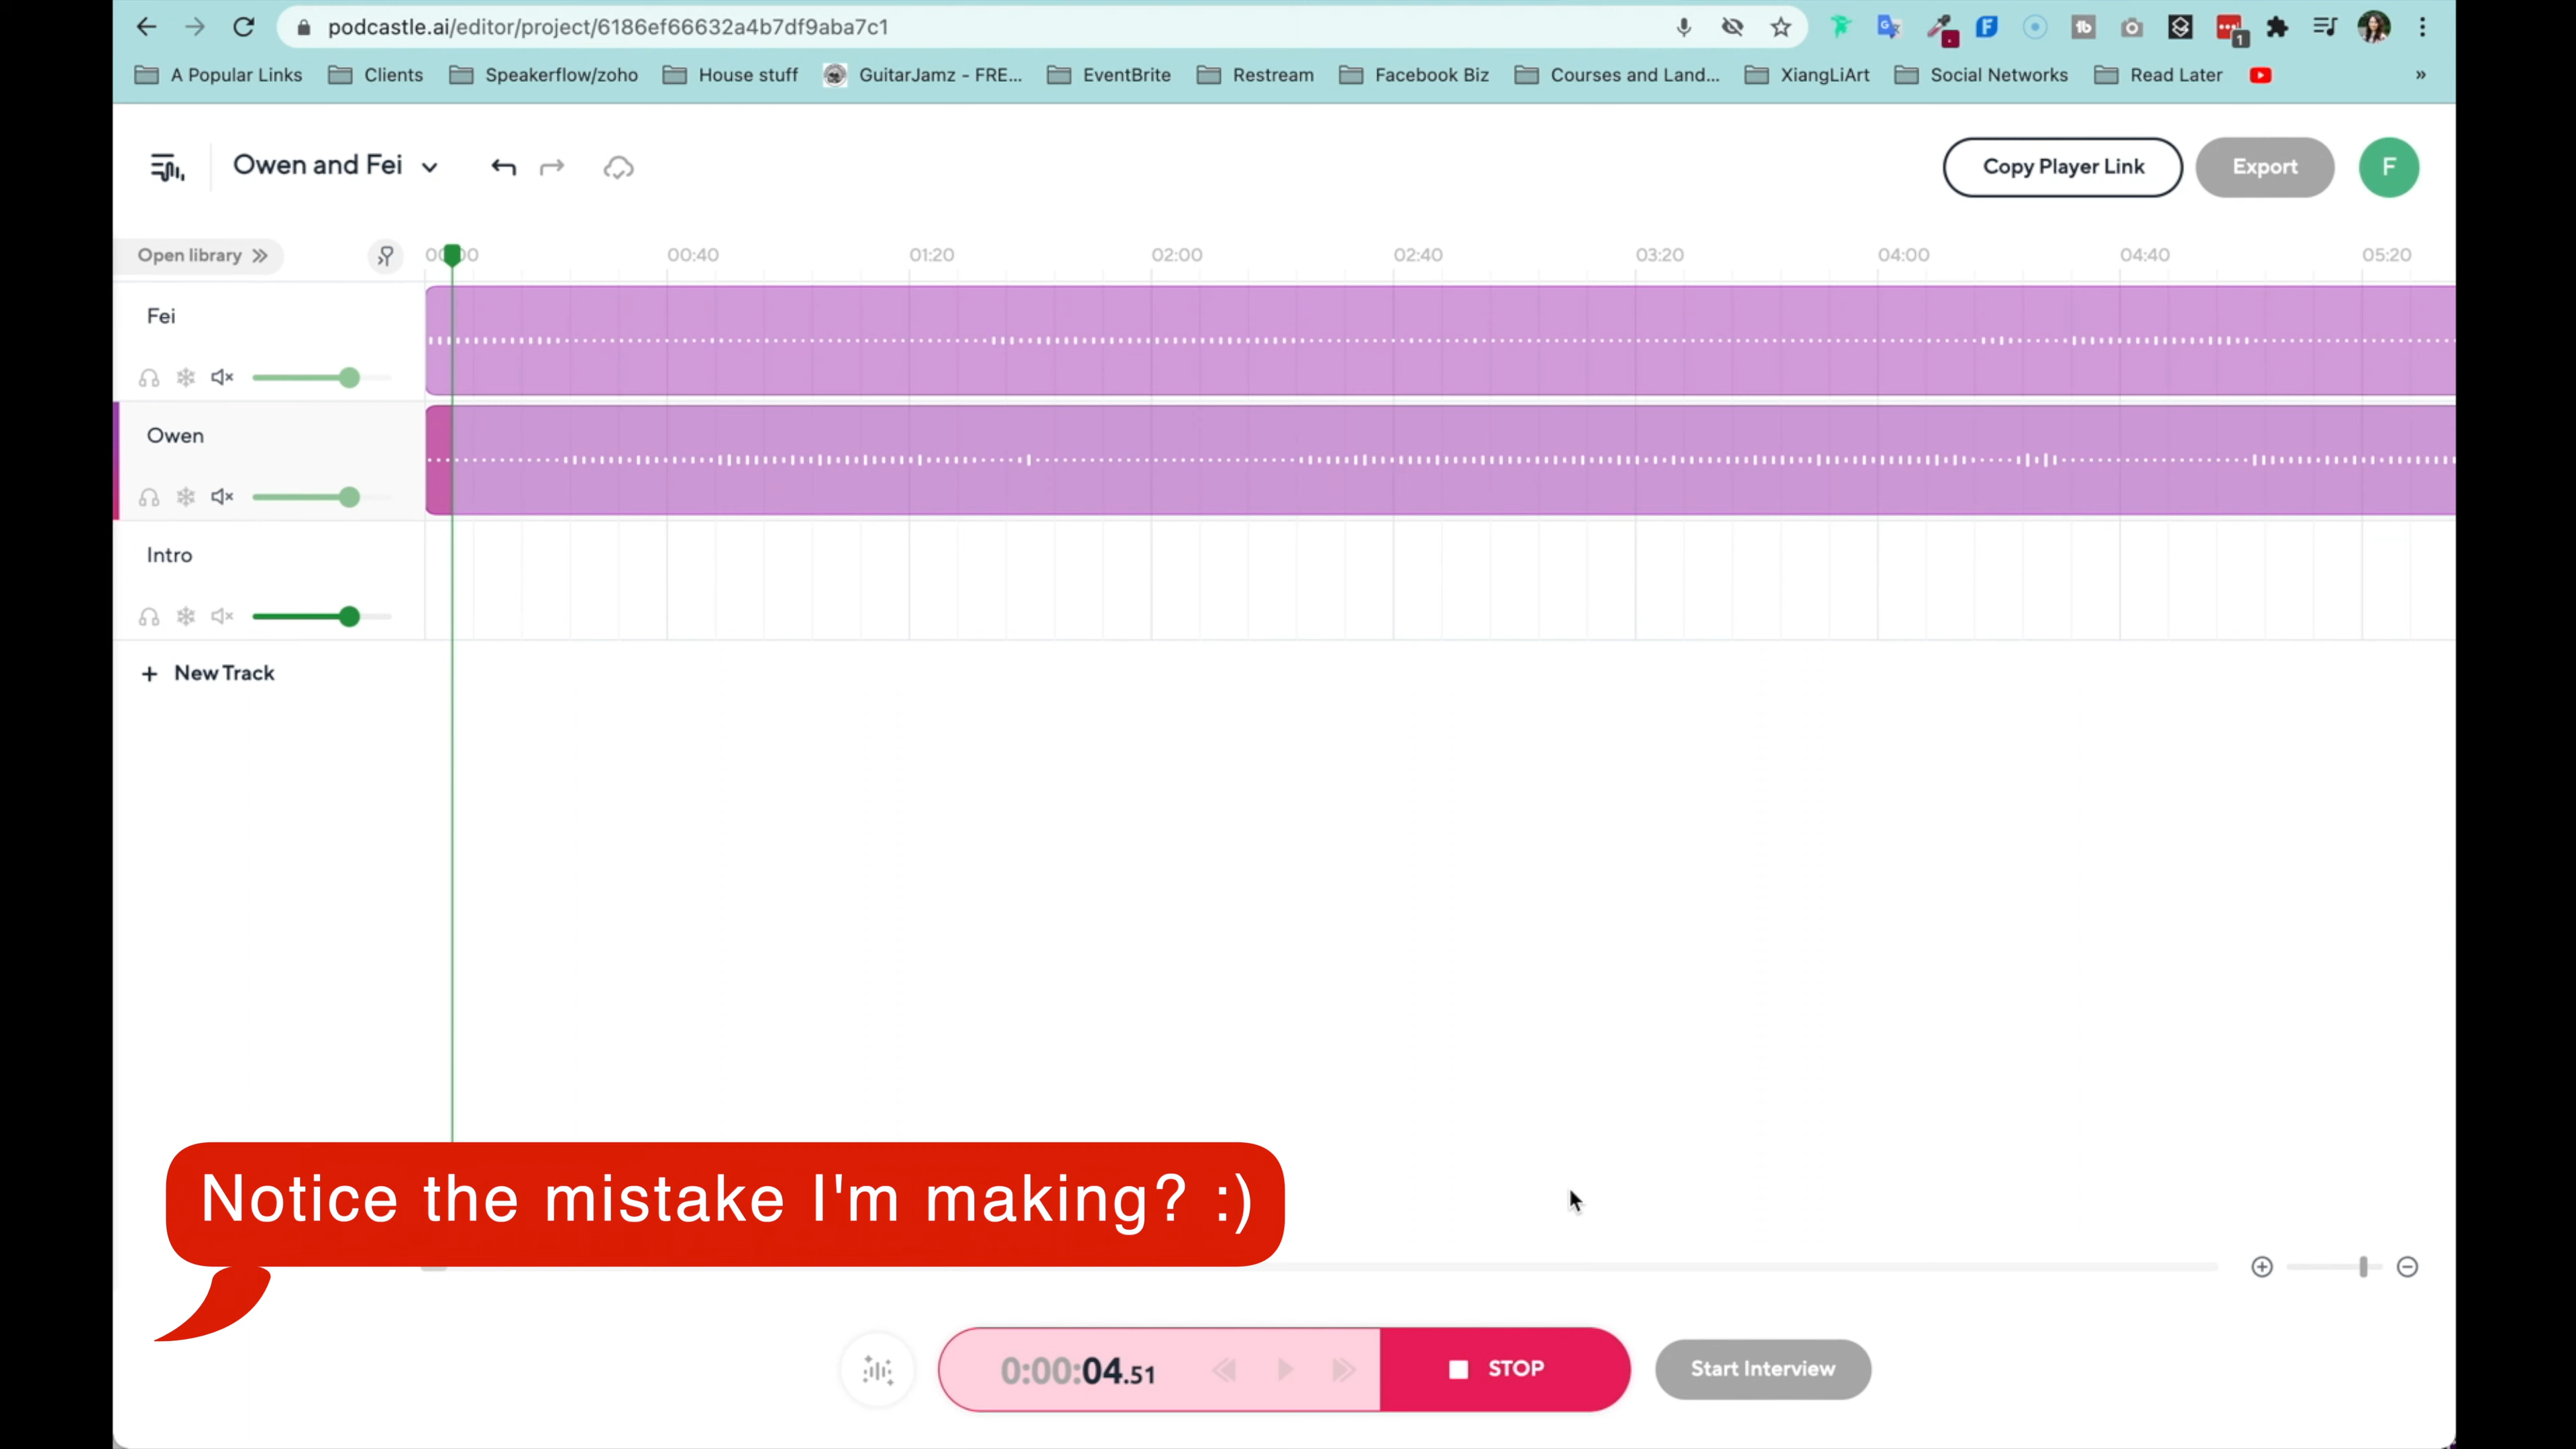 podcastle.ai/editor/project/6186ef66632a4b7df9aba7c1
A Popular Links Clients Speakerflow/zoho House stuff GuitarJamz - FRE... EventBrite Restream Facebook Biz Courses and Land... XiangLiArt Social Networks Read Later »
Owen and Fei Copy Player Link Export F
Open library 00:40 01:20 02:00 02:40 03:20 04:00 04:40 05:20
Fei
Owen
Intro
+ New Track
Notice the mistake I'm making? :)
0:00:04.51 STOP Start Interview